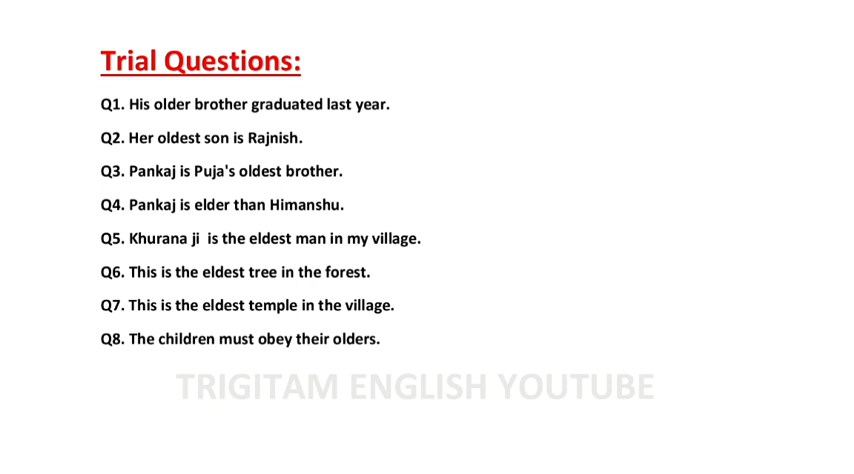 Trial Questions:
Q1. His older brother graduated last year.
Q2. Her oldest son is Rajnish.
Q3. Pankaj is Puja's oldest brother.
Q4. Pankaj is elder than Himanshu.
Q5. Khurana ji  is the eldest man in my village.
Q6. This is the eldest tree in the forest.
Q7. This is the eldest temple in the village.
Q8. The children must obey their olders.
TRIGITAM ENGLISH YOUTUBE